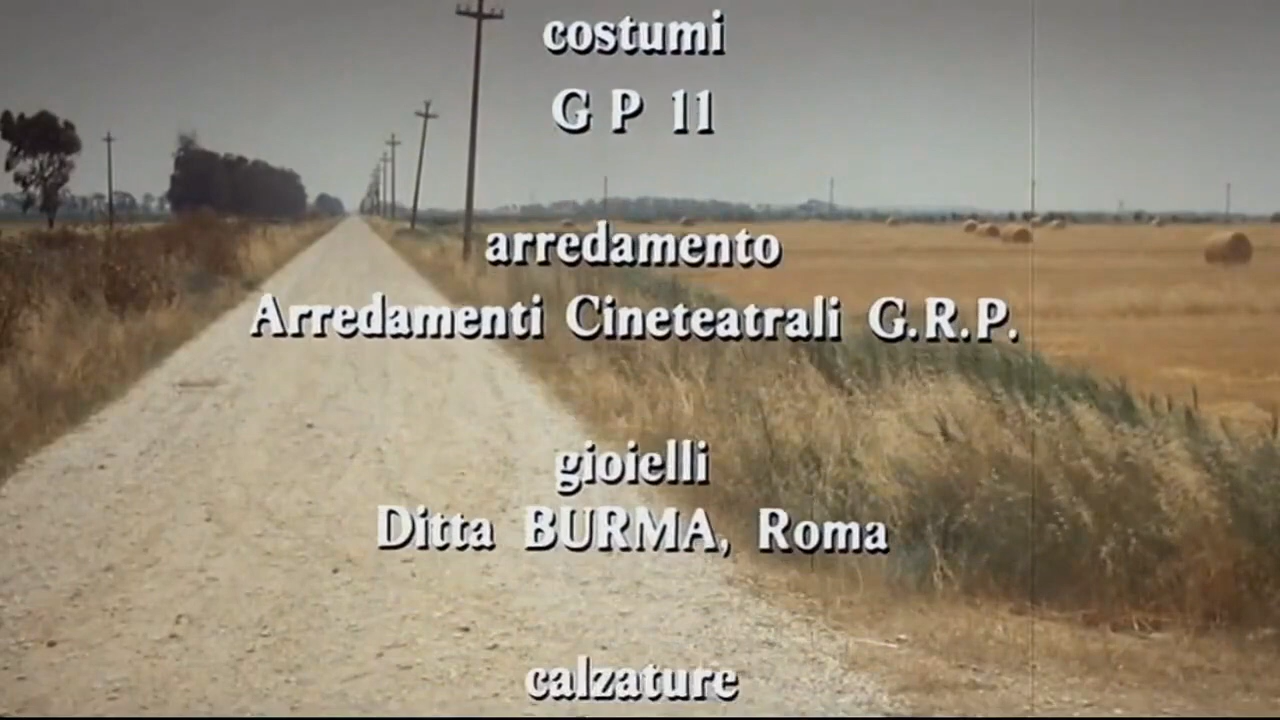 costumi
G P 11
arredamento
Arredamenti Cineteatrali G.R.P.
gioielli
Ditta BURMA, Roma
calzature